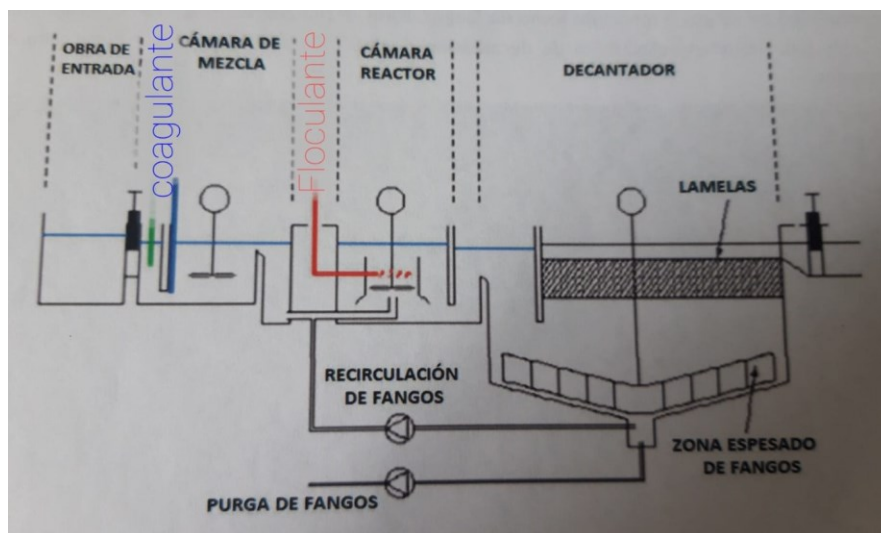 OBRA DE
ENTRADA
coagulante
CÁMARA DE
MEZCLA
Floculante
CÁMARA
REACTOR
DECANTADOR
LAMELAS
RECIRCULACIÓN
DE FANGOS
ZONA ESPESADO
DE FANGOS
PURGA DE FANGOS